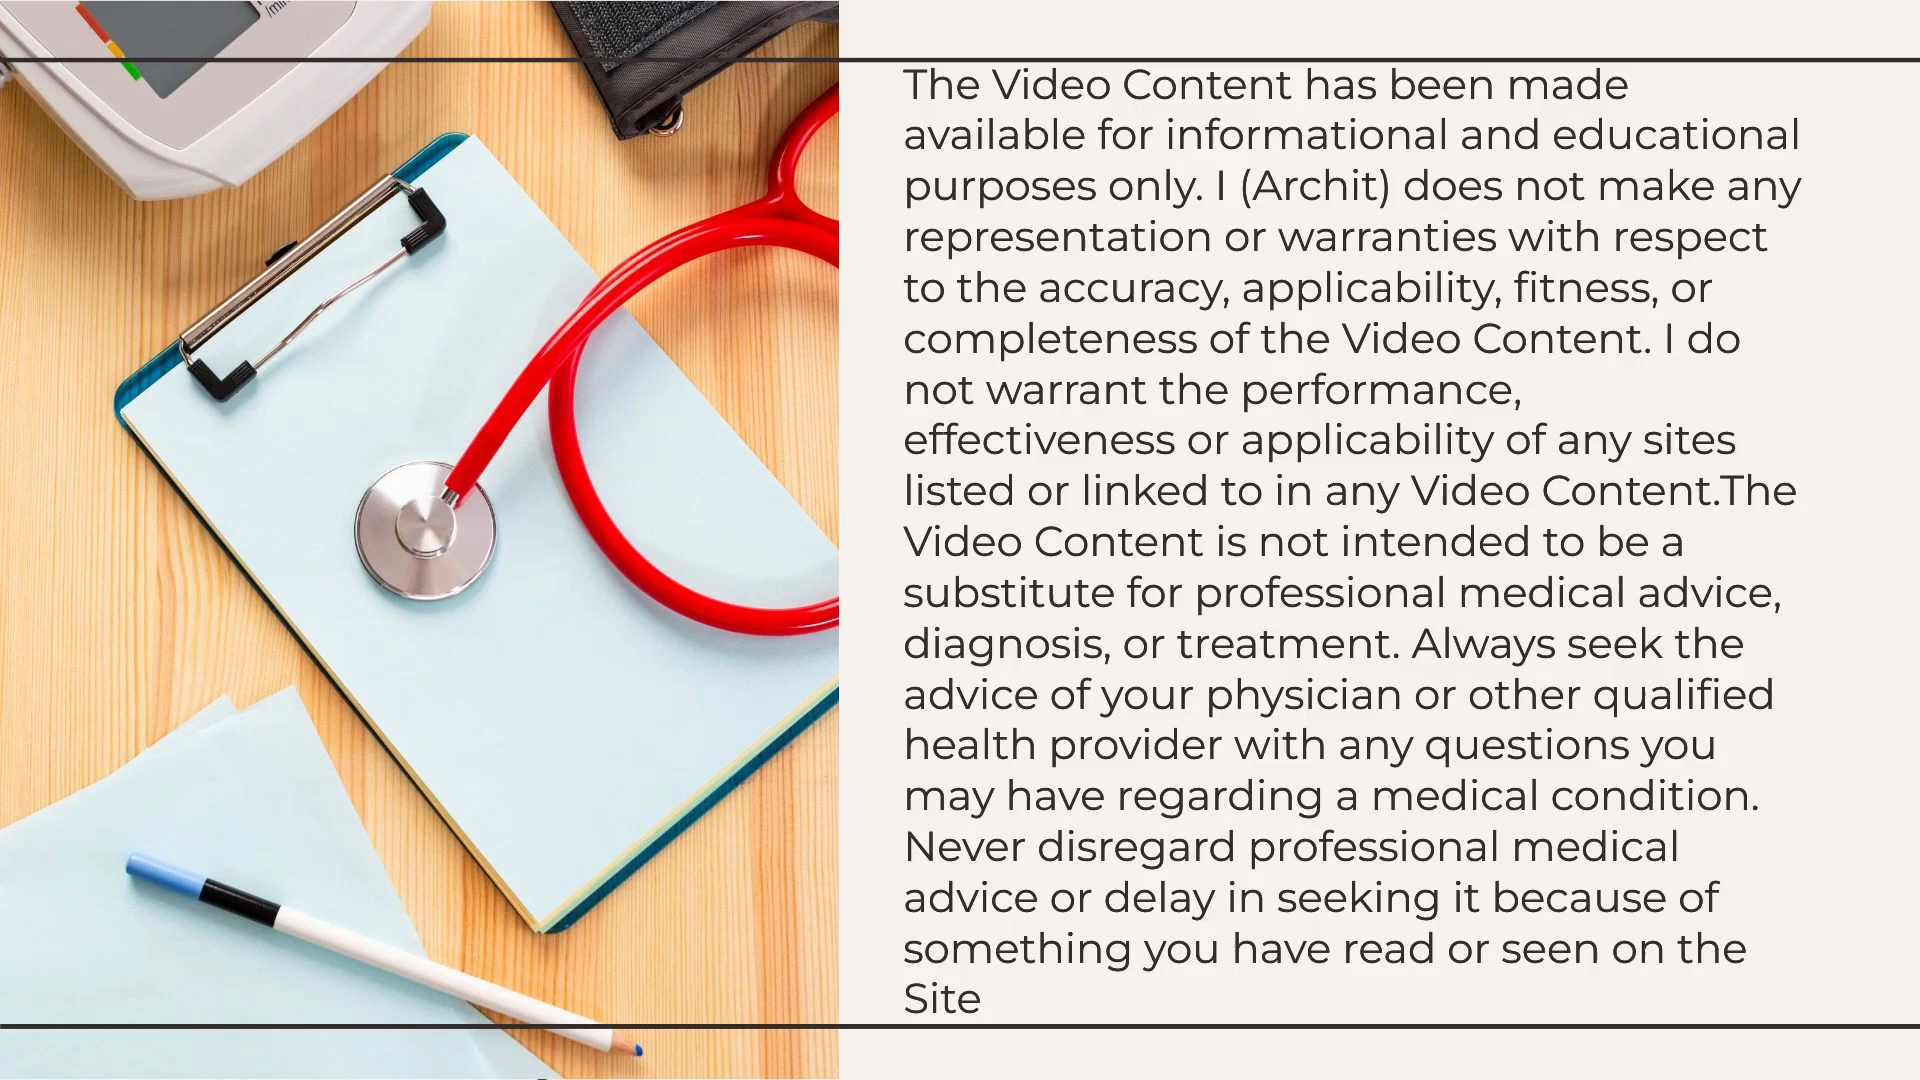 /min
The Video Content has been made
available for informational and educational
purposes only. I (Archit) does not make any
representation or warranties with respect
to the accuracy, applicability, fitness, or
completeness of the Video Content. I do
not warrant the performance,
effectiveness or applicability of any sites
listed or linked to in any Video Content.The
Video Content is not intended to be a
substitute for professional medical advice,
diagnosis, or treatment. Always seek the
advice of your physician or other qualified
health provider with any questions you
may have regarding a medical condition.
Never disregard professional medical
advice or delay in seeking it because of
something you have read or seen on the
Site